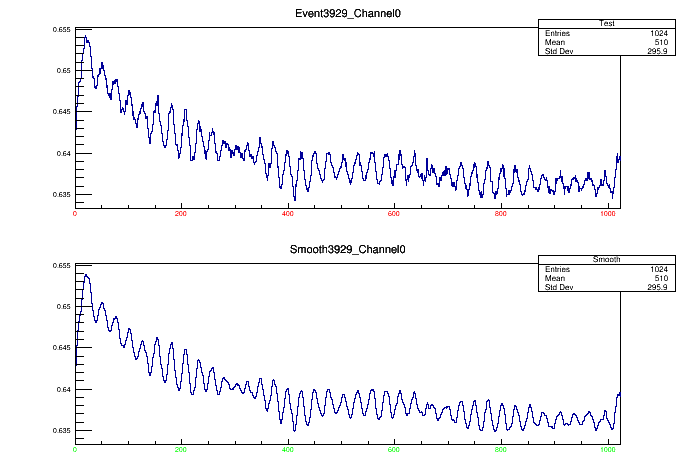 Event3929_Channel0
Test
Entries 1024
Mean 510
Std Dev 295.9
0.655
0.65
0.645
0.64
0.635
0 200 400 600 800 1000
Smooth3929_Channel0
Smooth
Entries 1024
Mean 510
Std Dev 295.9
0.655
0.65
0.645
0.64
0.635
0 200 400 600 800 1000